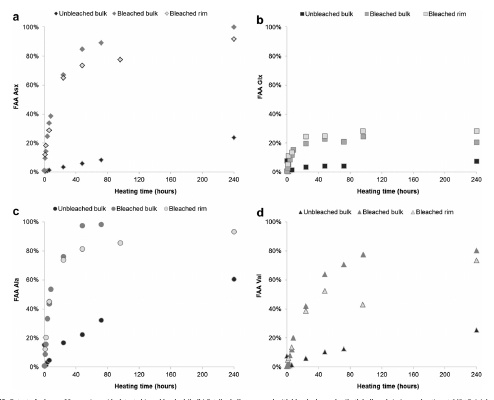 a
◆Unbleached bulk ◆Bleached bulk ◇Bleached rim
100%
80%
60%
40%
20%
0%
FAA Asx
0 40 80 120 160 200 240
Heating time (hours)
b
■Unbleached bulk ■Bleached bulk □Bleached rim
100%
80%
60%
40%
20%
0%
FAA Glx
0 40 80 120 160 200 240
Heating time (hours)
c
●Unbleached bulk ●Bleached bulk ○Bleached rim
100%
80%
60%
40%
20%
0%
FAA Ala
0 40 80 120 160 200 240
Heating time (hours)
d
▲Unbleached bulk ▲Bleached bulk △Bleached rim
100%
80%
60%
40%
20%
0%
FAA Val
0 40 80 120 160 200 240
Heating time (hours)